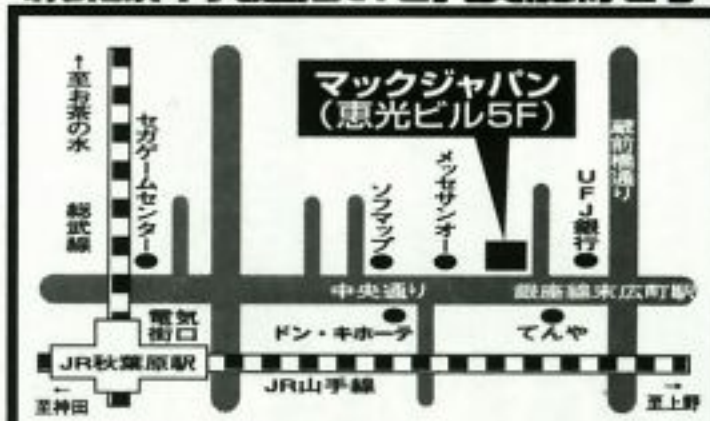 ↑至お茶の水
総武線
セガゲームセンター
マックジャパン
(恵光ビル5F)
ソフマップ
メッセサンオー
UFJ銀行
蔵前橋通り
中央通り
銀座線末広町駅
電気
街口
ドン・キホーテ
てんや
JR秋葉原駅
JR山手線
←
至神田
→
至上野